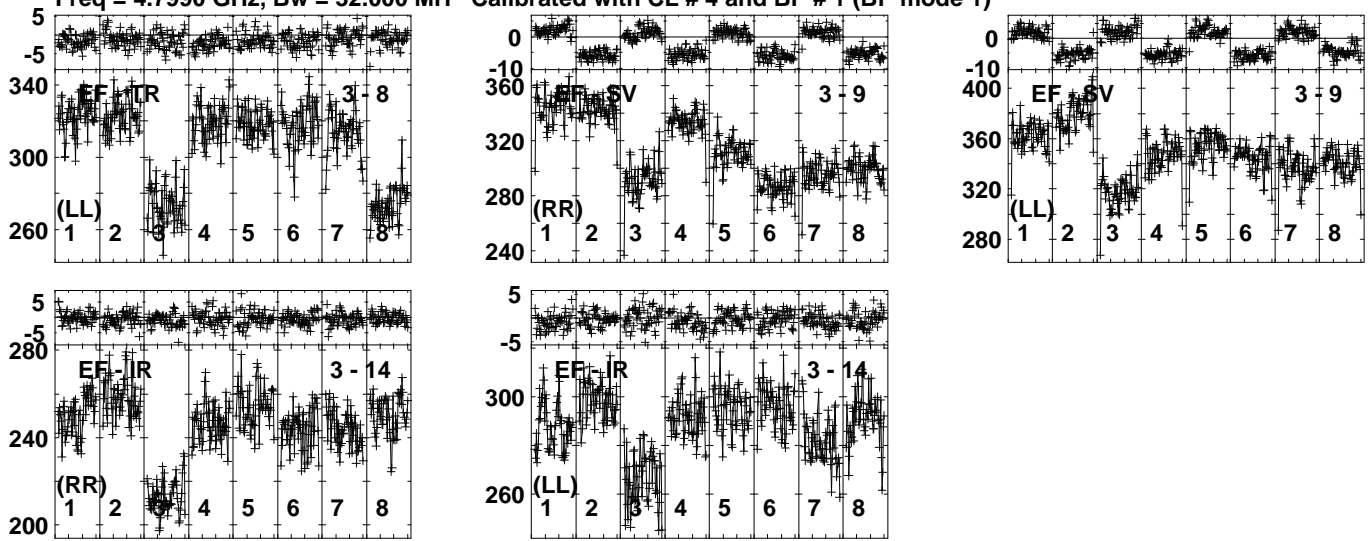 Freq = 4.7990 GHz, Bw = 32.000 MH Calibrated with CL # 4 and BP # 1 (BP mode 1)
5
-5
340
300
260
EF - TR 3 - 8
(LL)
1 2 3 4 5 6 7 8
0
-10
360
320
280
240
EF - SV 3 - 9
(RR)
1 2 3 4 5 6 7 8
0
-10
400
360
320
280
EF - SV 3 - 9
(LL)
1 2 3 4 5 6 7 8
5
-5
280
240
200
EF - IR 3 - 14
(RR)
1 2 3 4 5 6 7 8
5
-5
300
260
EF - IR 3 - 14
(LL)
1 2 3 4 5 6 7 8